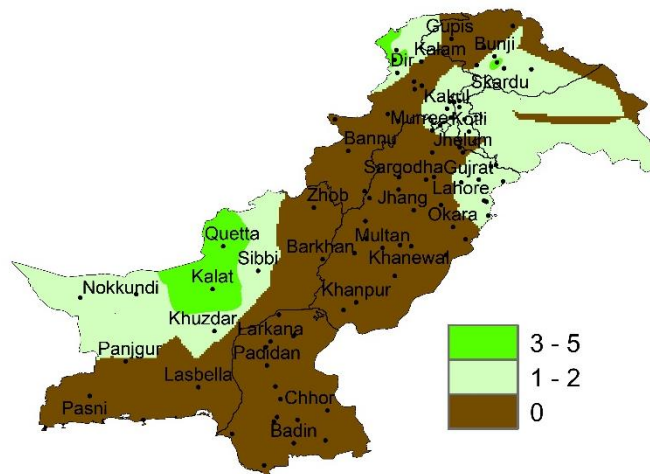 Gupis
Kalam
Bunji
Dir
Skardu
Kakul
Murree
Kotli
Bannu
Jhelum
Sargodha
Gujrat
Zhob
Jhang
Lahore
Okara
Quetta
Multan
Sibbi
Barkhan
Khanewal
Kalat
Nokkundi
Khanpur
Khuzdar
Larkana
Panjgur
Padidan
Lasbella
Pasni
Chhor
Badin
3 - 5
1 - 2
0